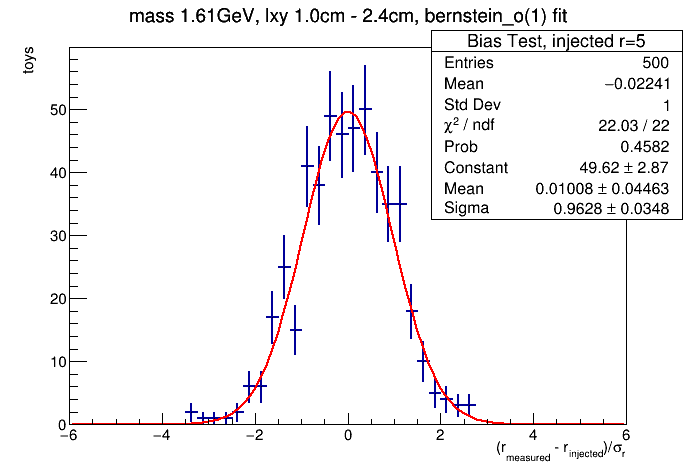 mass 1.61GeV, lxy 1.0cm - 2.4cm, bernstein_o(1) fit
toys
Bias Test, injected r=5
Entries 500
Mean −0.02241
Std Dev 1
χ² / ndf 22.03 / 22
Prob 0.4582
Constant 49.62 ± 2.87
Mean 0.01008 ± 0.04463
Sigma 0.9628 ± 0.0348
50
40
30
20
10
0
−6 −4 −2 0 2 4 6
(r_measured - r_injected)/σ_r